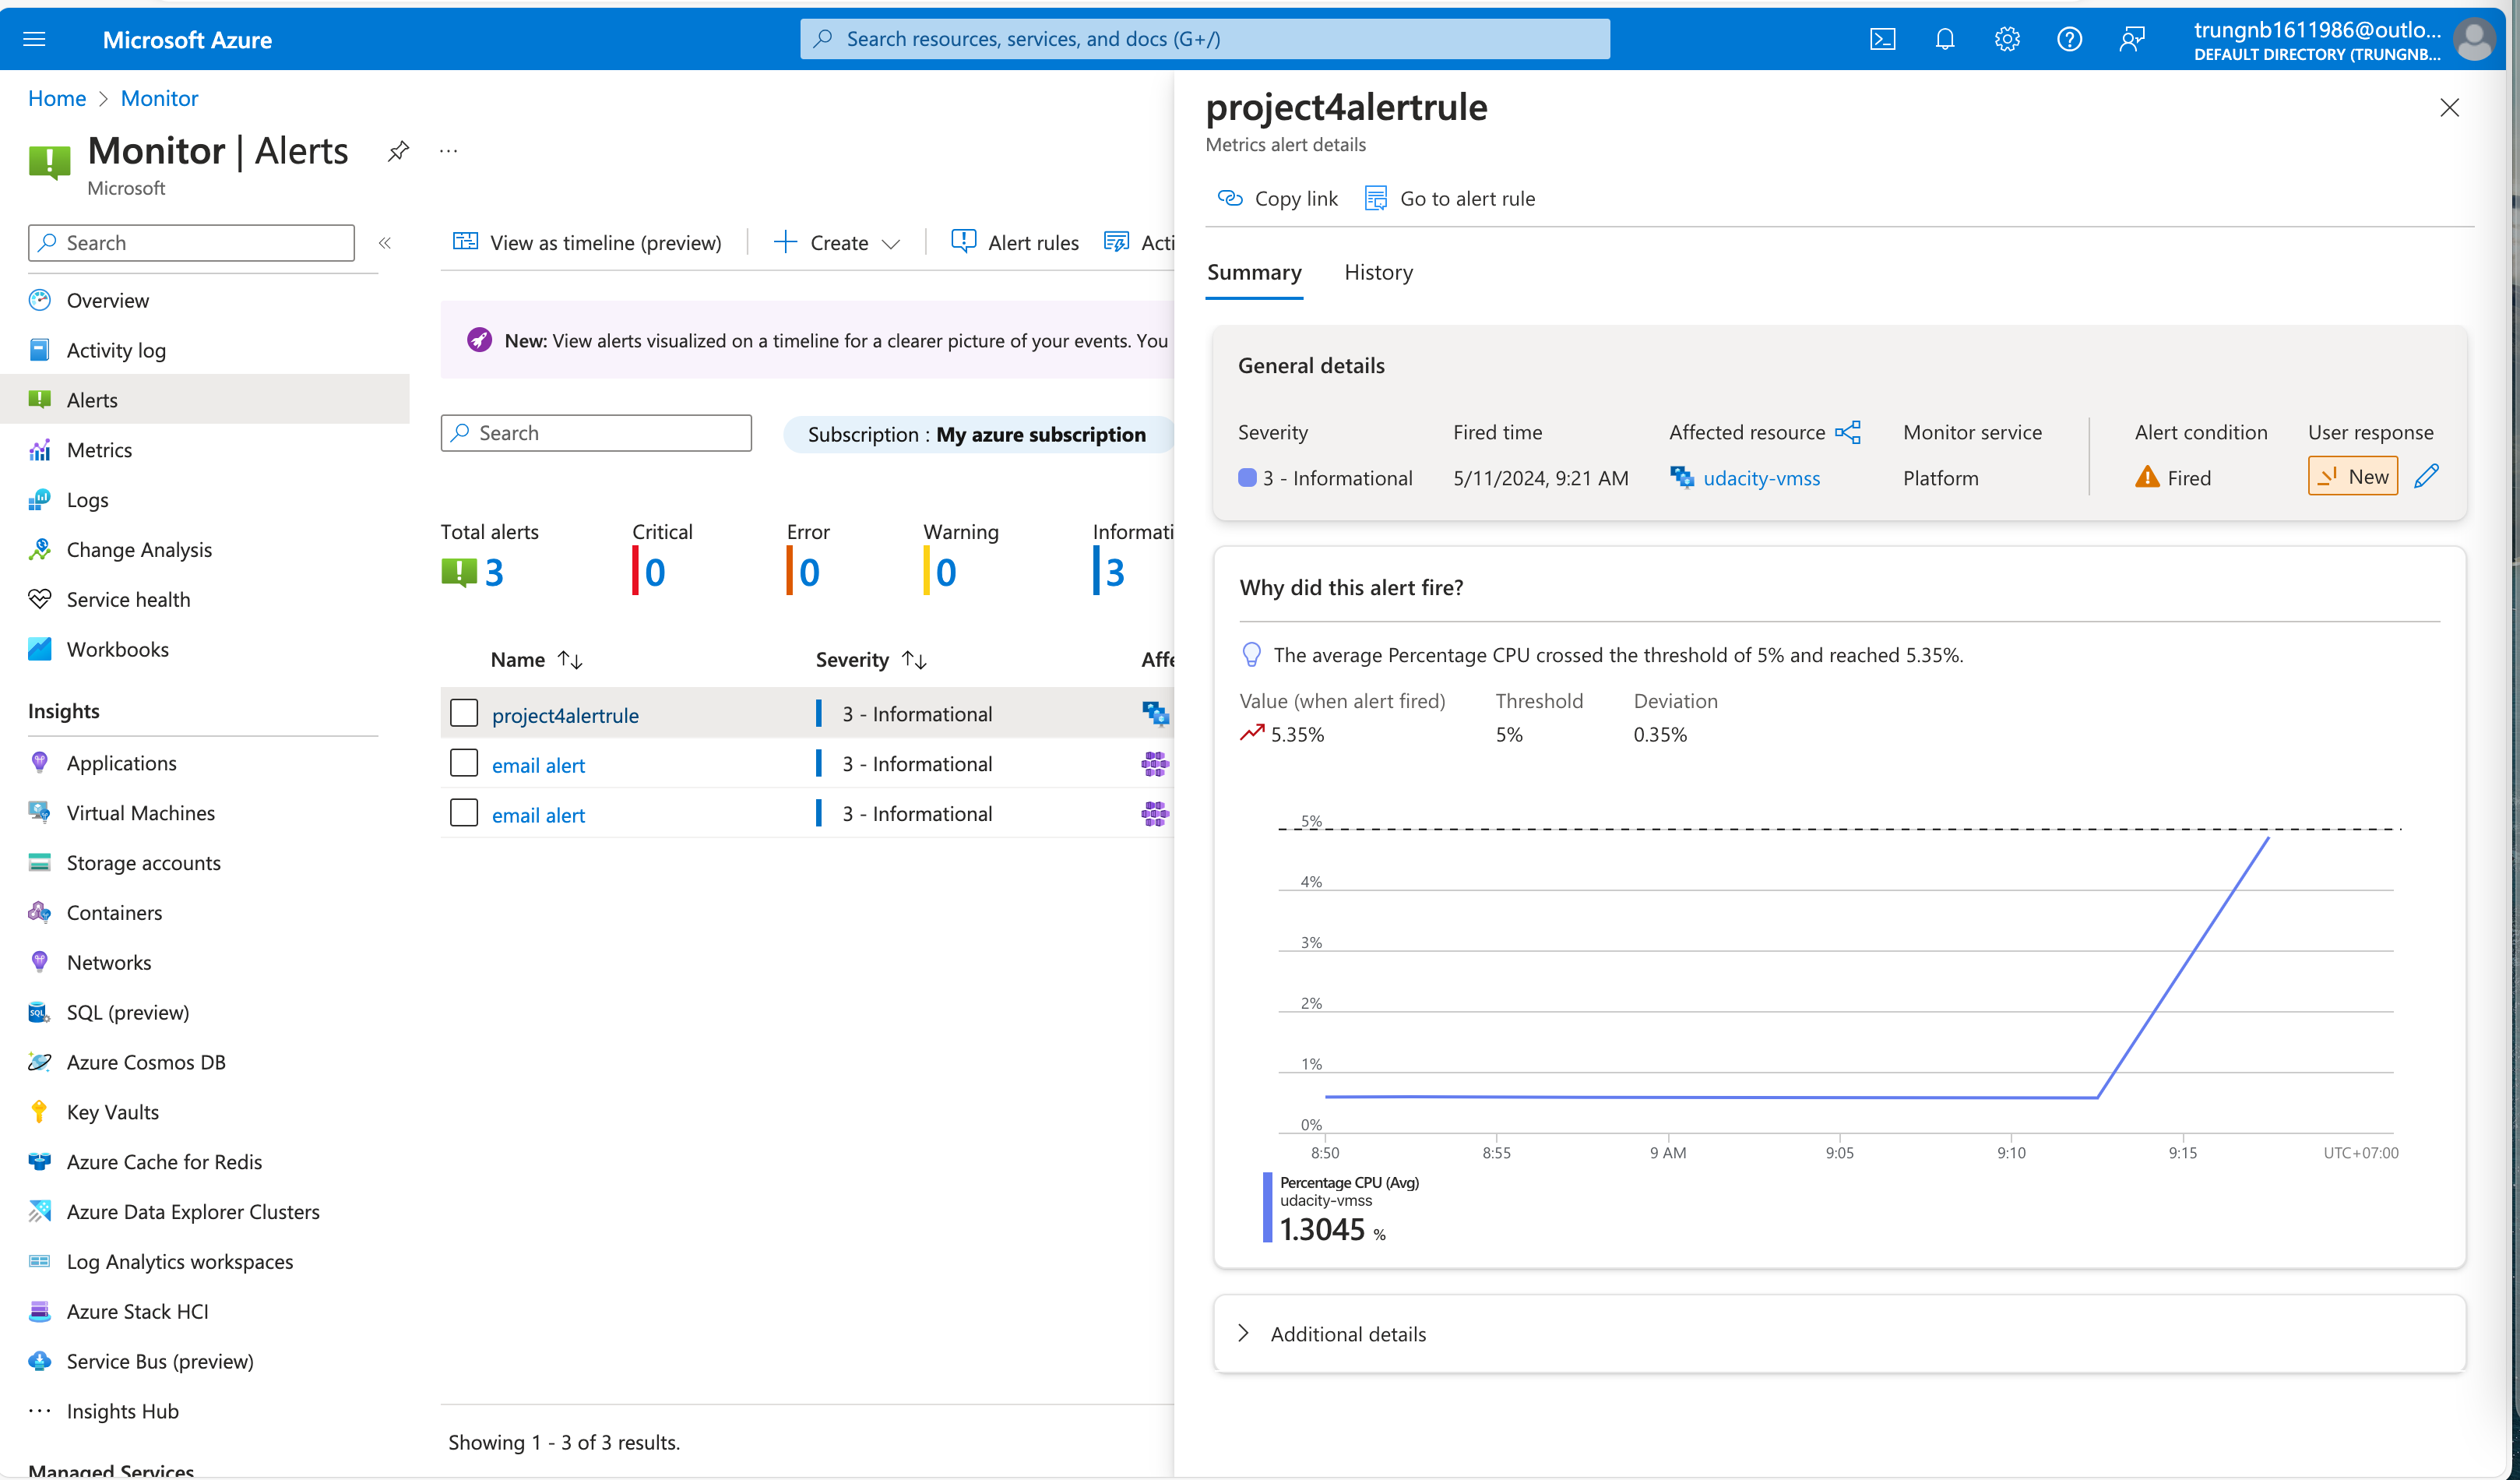 Microsoft Azure
Search resources, services, and docs (G+/)
trungnb1611986@outlo...
DEFAULT DIRECTORY (TRUNGNB...
Home > Monitor
Monitor | Alerts
...
Microsoft
Search
Overview
Activity log
Alerts
Metrics
Logs
Change Analysis
Service health
Workbooks
Insights
Applications
Virtual Machines
Storage accounts
Containers
Networks
SQL (preview)
Azure Cosmos DB
Key Vaults
Azure Cache for Redis
Azure Data Explorer Clusters
Log Analytics workspaces
Azure Stack HCI
Service Bus (preview)
Insights Hub
Managed Services
View as timeline (preview)
Create
Alert rules
Acti
New: View alerts visualized on a timeline for a clearer picture of your events. You
Search
Subscription : My azure subscription
Total alerts
3
Critical
0
Error
0
Warning
0
Informati
3
Name Severity Affe
project4alertrule 3 - Informational
email alert 3 - Informational
email alert 3 - Informational
Showing 1 - 3 of 3 results.
project4alertrule
Metrics alert details
Copy link
Go to alert rule
Summary
History
General details
Severity Fired time Affected resource Monitor service Alert condition User response
3 - Informational 5/11/2024, 9:21 AM udacity-vmss Platform Fired New
Why did this alert fire?
The average Percentage CPU crossed the threshold of 5% and reached 5.35%.
Value (when alert fired) Threshold Deviation
5.35% 5% 0.35%
5%
4%
3%
2%
1%
0%
8:50 8:55 9 AM 9:05 9:10 9:15 UTC+07:00
Percentage CPU (Avg)
udacity-vmss
1.3045 %
Additional details